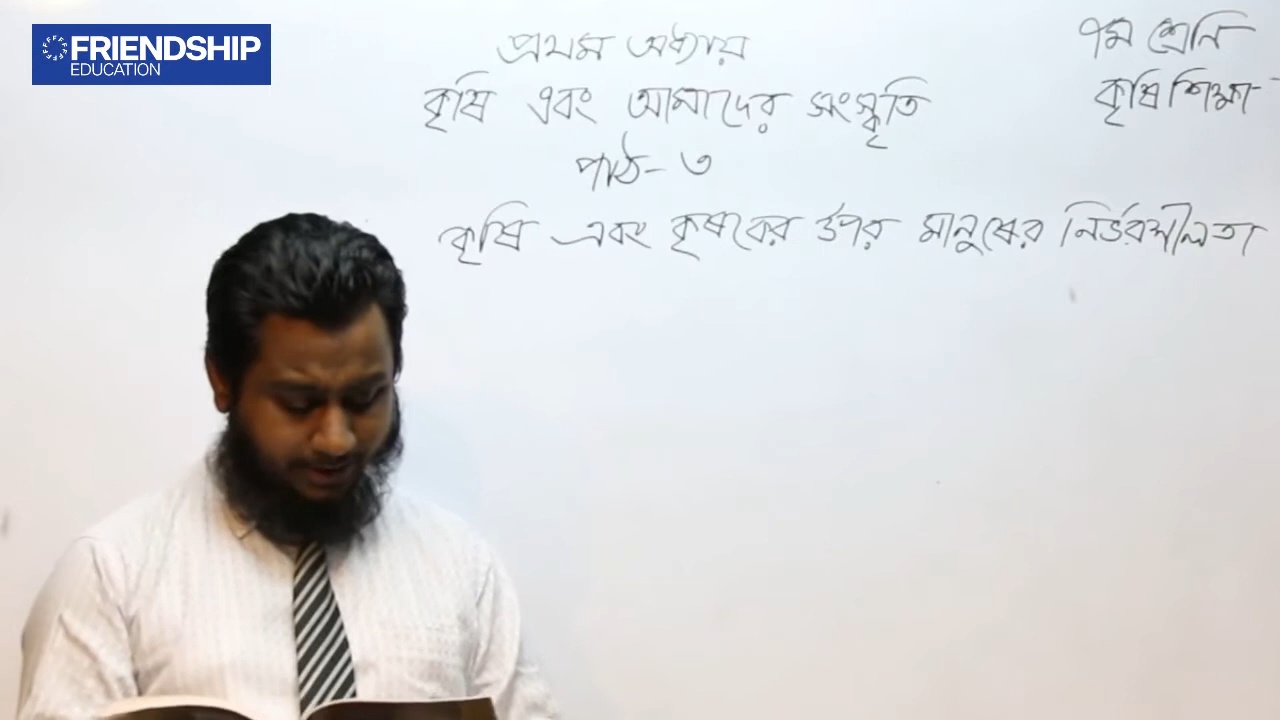 FRIENDSHIP
EDUCATION
প্রথম অধ্যায়
৭ম শ্রেনি
কৃষি এবং আমাদের সংস্কৃতি
কৃষি শিক্ষা
পাঠ- ৩
কৃষি এবং কৃষকের উপর মানুষের নির্ভরশীলতা